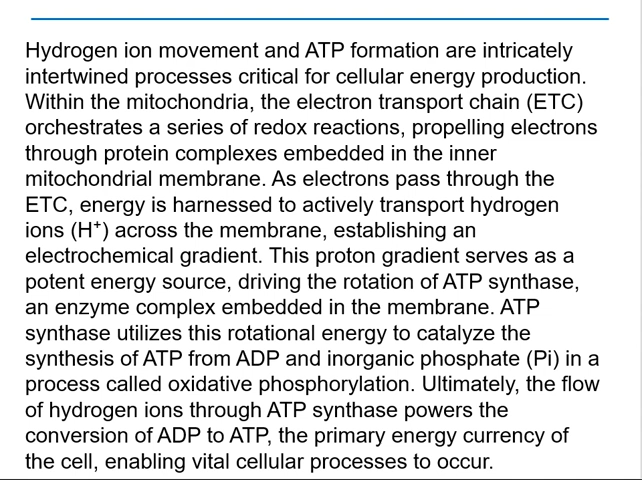 Hydrogen ion movement and ATP formation are intricately
intertwined processes critical for cellular energy production.
Within the mitochondria, the electron transport chain (ETC)
orchestrates a series of redox reactions, propelling electrons
through protein complexes embedded in the inner
mitochondrial membrane. As electrons pass through the
ETC, energy is harnessed to actively transport hydrogen
ions (H⁺) across the membrane, establishing an
electrochemical gradient. This proton gradient serves as a
potent energy source, driving the rotation of ATP synthase,
an enzyme complex embedded in the membrane. ATP
synthase utilizes this rotational energy to catalyze the
synthesis of ATP from ADP and inorganic phosphate (Pi) in a
process called oxidative phosphorylation. Ultimately, the flow
of hydrogen ions through ATP synthase powers the
conversion of ADP to ATP, the primary energy currency of
the cell, enabling vital cellular processes to occur.